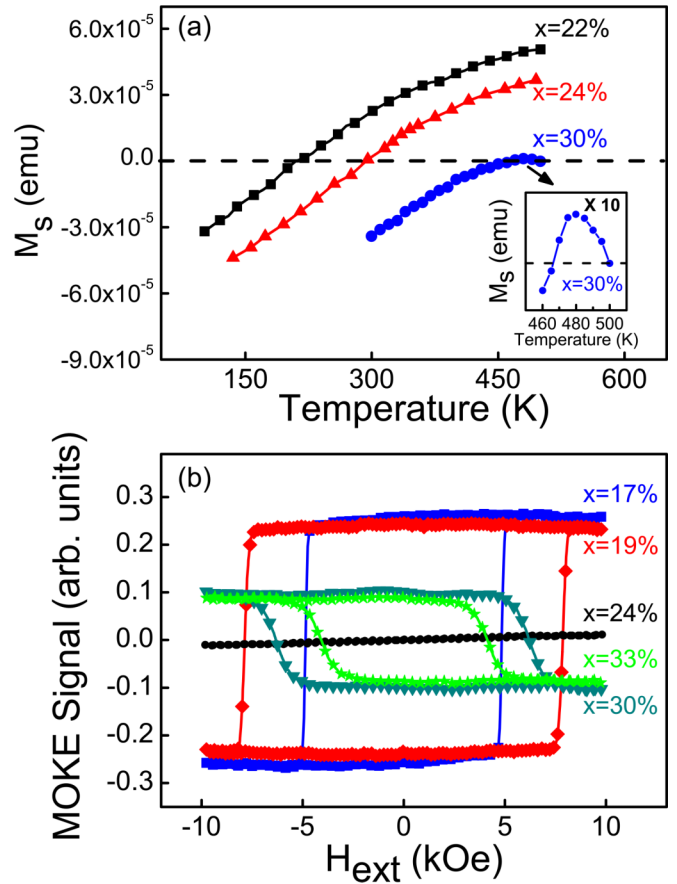 (a)
x=22%
x=24%
x=30%
6.0x10⁻⁵
3.0x10⁻⁵
0.0
-3.0x10⁻⁵
-6.0x10⁻⁵
-9.0x10⁻⁵
Mₛ (emu)
X 10
Mₛ (emu)
x=30%
460 480 500
Temperature (K)
150 300 450 600
Temperature (K)
(b)
x=17%
x=19%
x=24%
x=33%
x=30%
0.3
0.2
0.1
0.0
-0.1
-0.2
-0.3
MOKE Signal (arb. units)
-10 -5 0 5 10
Hₑₓₜ (kOe)